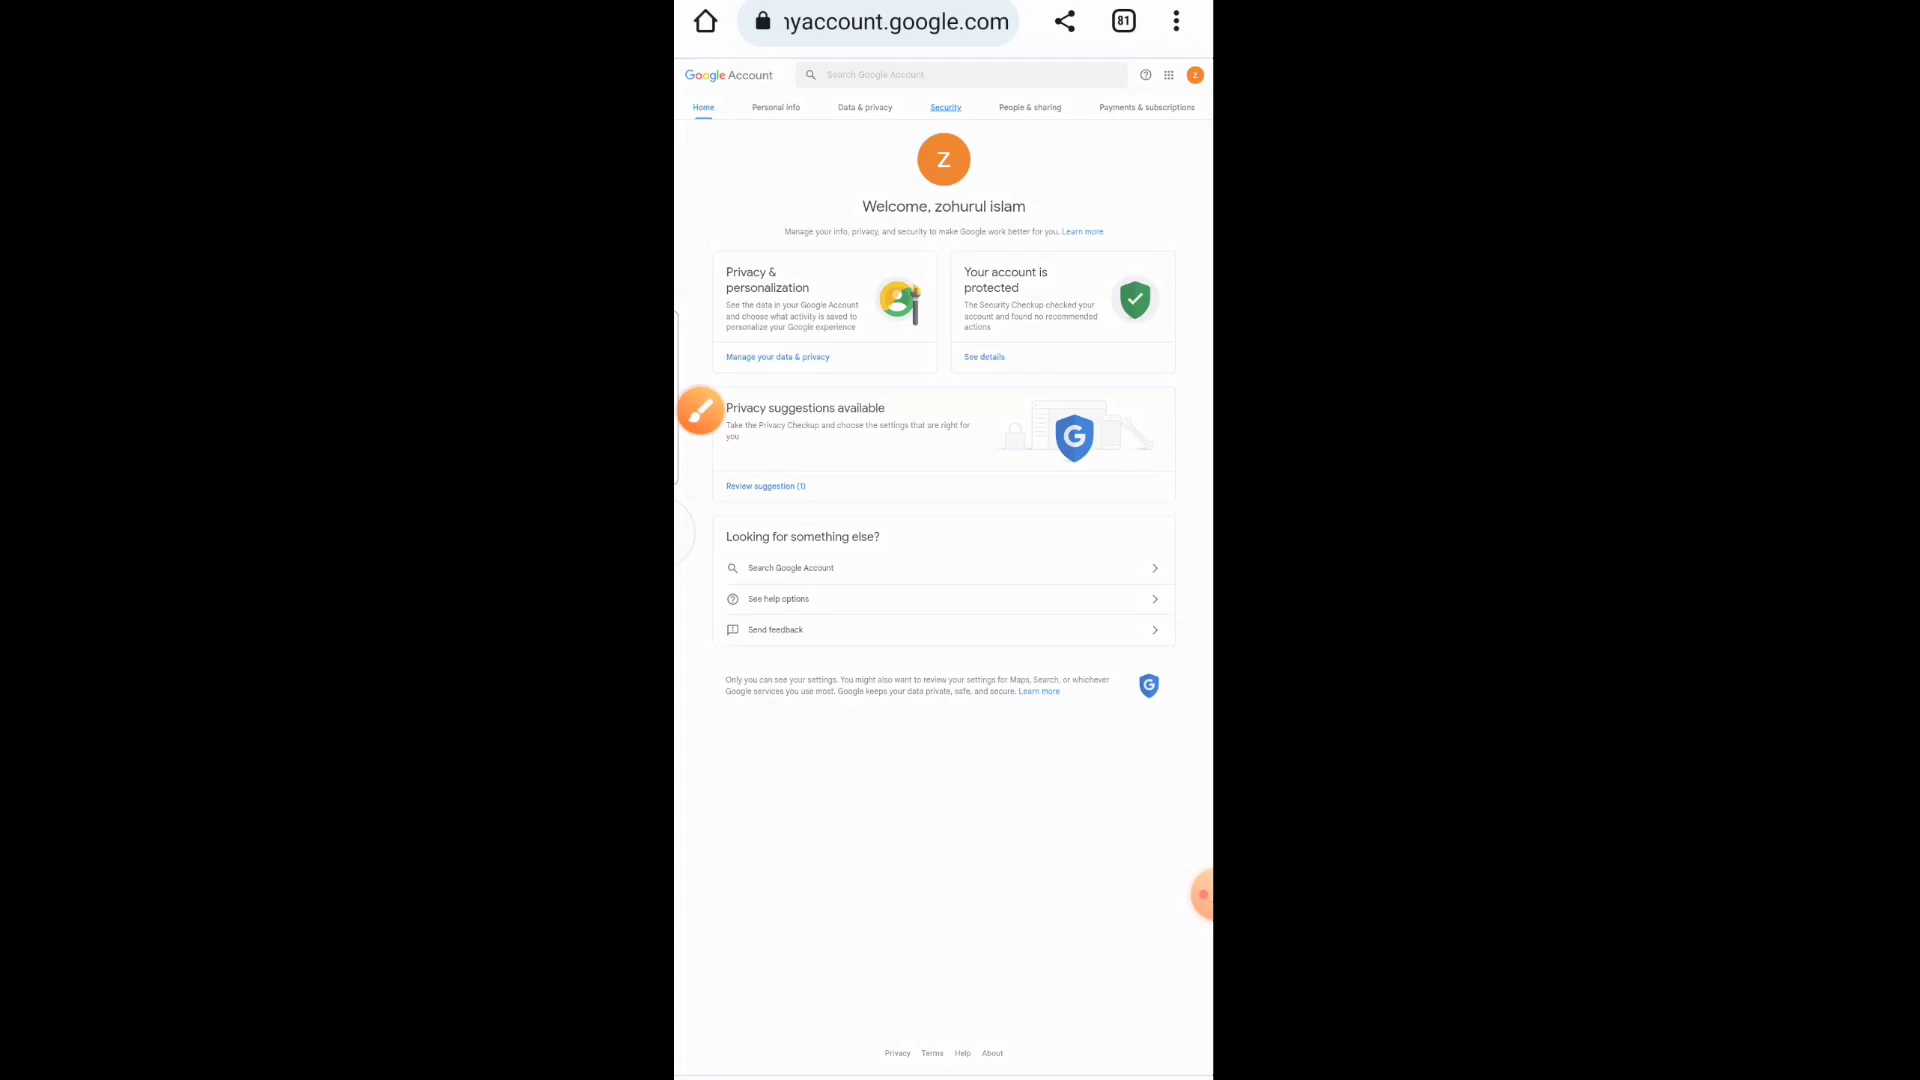 nyaccount.google.com
81
Google Account
Search Google Account
Z
Home
Personal info
Data & privacy
Security
People & sharing
Payments & subscriptions
Z
Welcome, zohurul islam
Manage your info, privacy, and security to make Google work better for you. Learn more
Privacy &
personalization
See the data in your Google Account
and choose what activity is saved to
personalize your Google experience
Manage your data & privacy
Your account is
protected
The Security Checkup checked your
account and found no recommended
actions
See details
Privacy suggestions available
Take the Privacy Checkup and choose the settings that are right for
you
G
Review suggestion (1)
Looking for something else?
Search Google Account
See help options
Send feedback
Only you can see your settings. You might also want to review your settings for Maps, Search, or whichever
Google services you use most. Google keeps your data private, safe, and secure. Learn more
G
Privacy Terms Help About